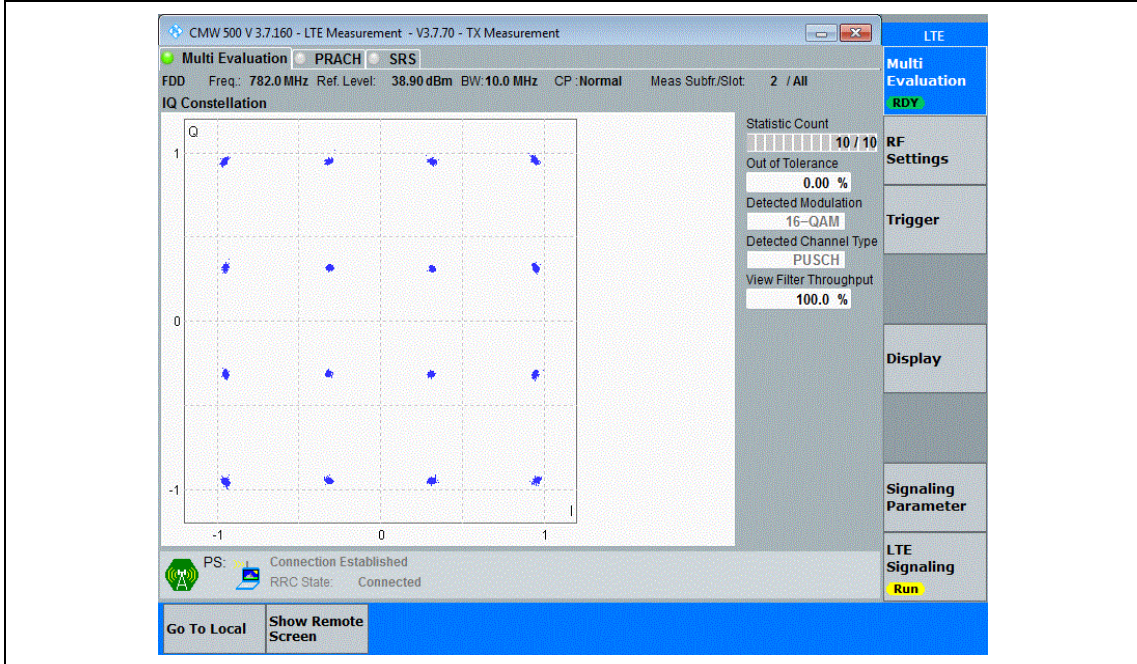 CMW 500 V 3.7.160 - LTE Measurement - V3.7.70 - TX Measurement
LTE
Multi Evaluation PRACH SRS
FDD Freq.: 782.0 MHz Ref. Level: 38.90 dBm BW: 10.0 MHz CP : Normal Meas Subfr./Slot: 2 / All
IQ Constellation
Q
1
0
-1
-1 0 1
I
Statistic Count
10 / 10
Out of Tolerance
0.00 %
Detected Modulation
16-QAM
Detected Channel Type
PUSCH
View Filter Throughput
100.0 %
Multi
Evaluation
RDY
RF
Settings
Trigger
Display
Signaling
Parameter
LTE
Signaling
Run
PS: Connection Established
RRC State: Connected
Go To Local
Show Remote
Screen